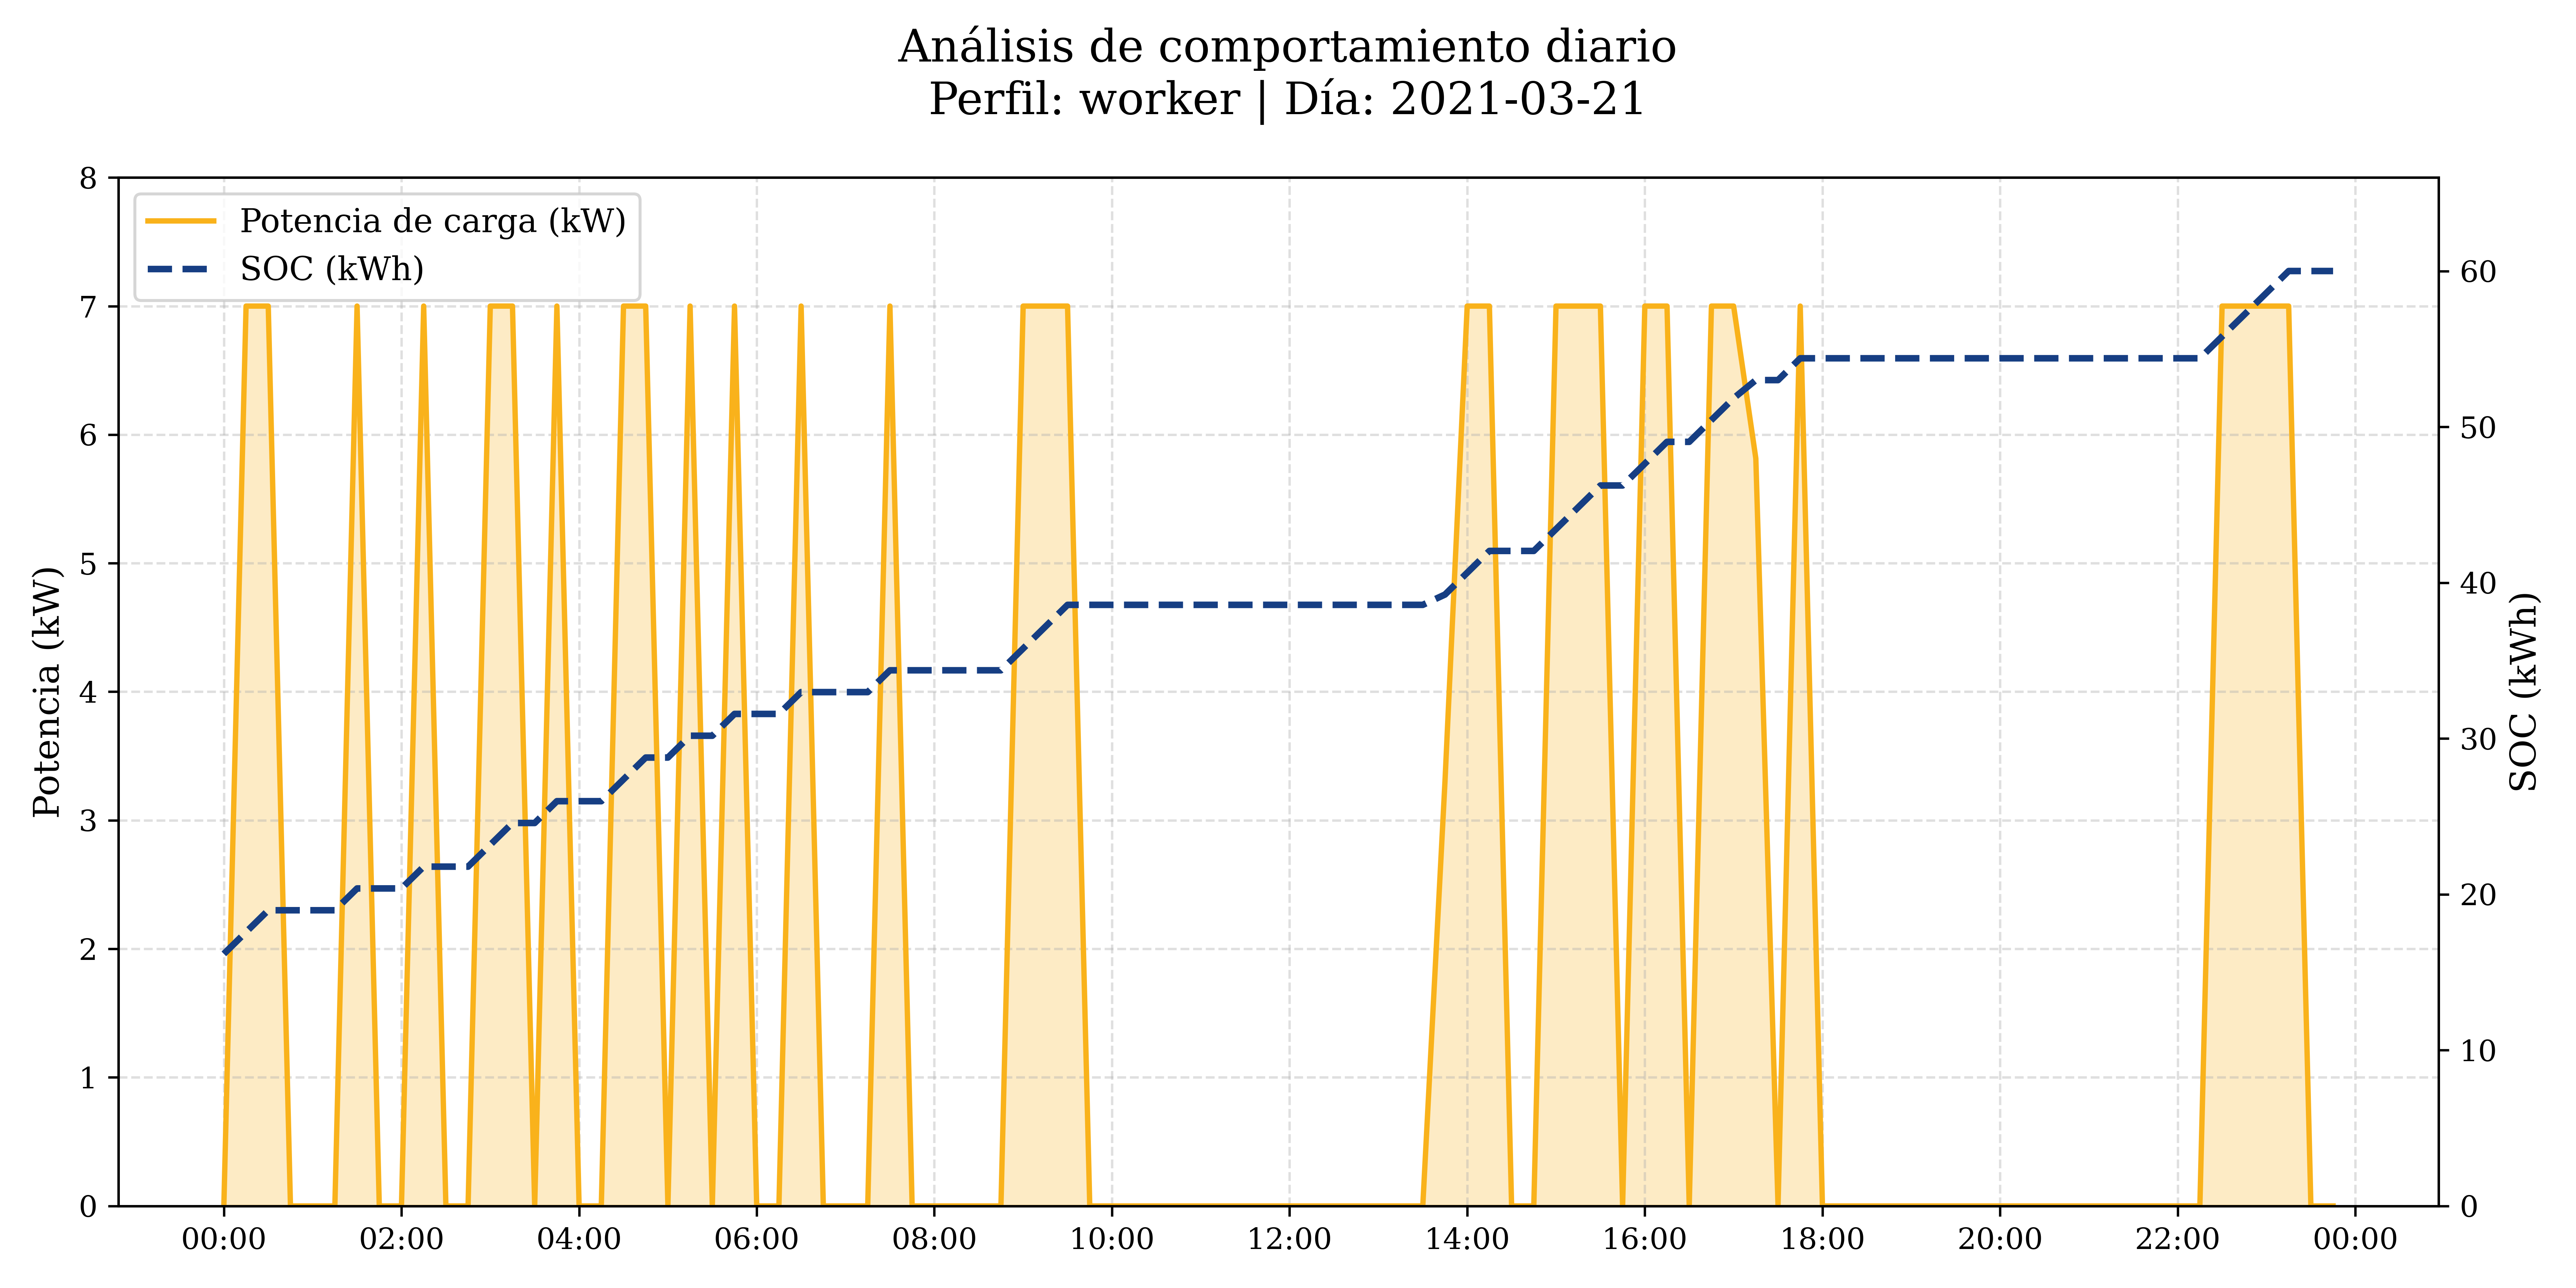 Análisis de comportamiento diario
Perfil: worker | Día: 2021-03-21
Potencia de carga (kW)
SOC (kWh)
Potencia (kW)
8
7
6
5
4
3
2
1
0
SOC (kWh)
60
50
40
30
20
10
0
00:00 02:00 04:00 06:00 08:00 10:00 12:00 14:00 16:00 18:00 20:00 22:00 00:00